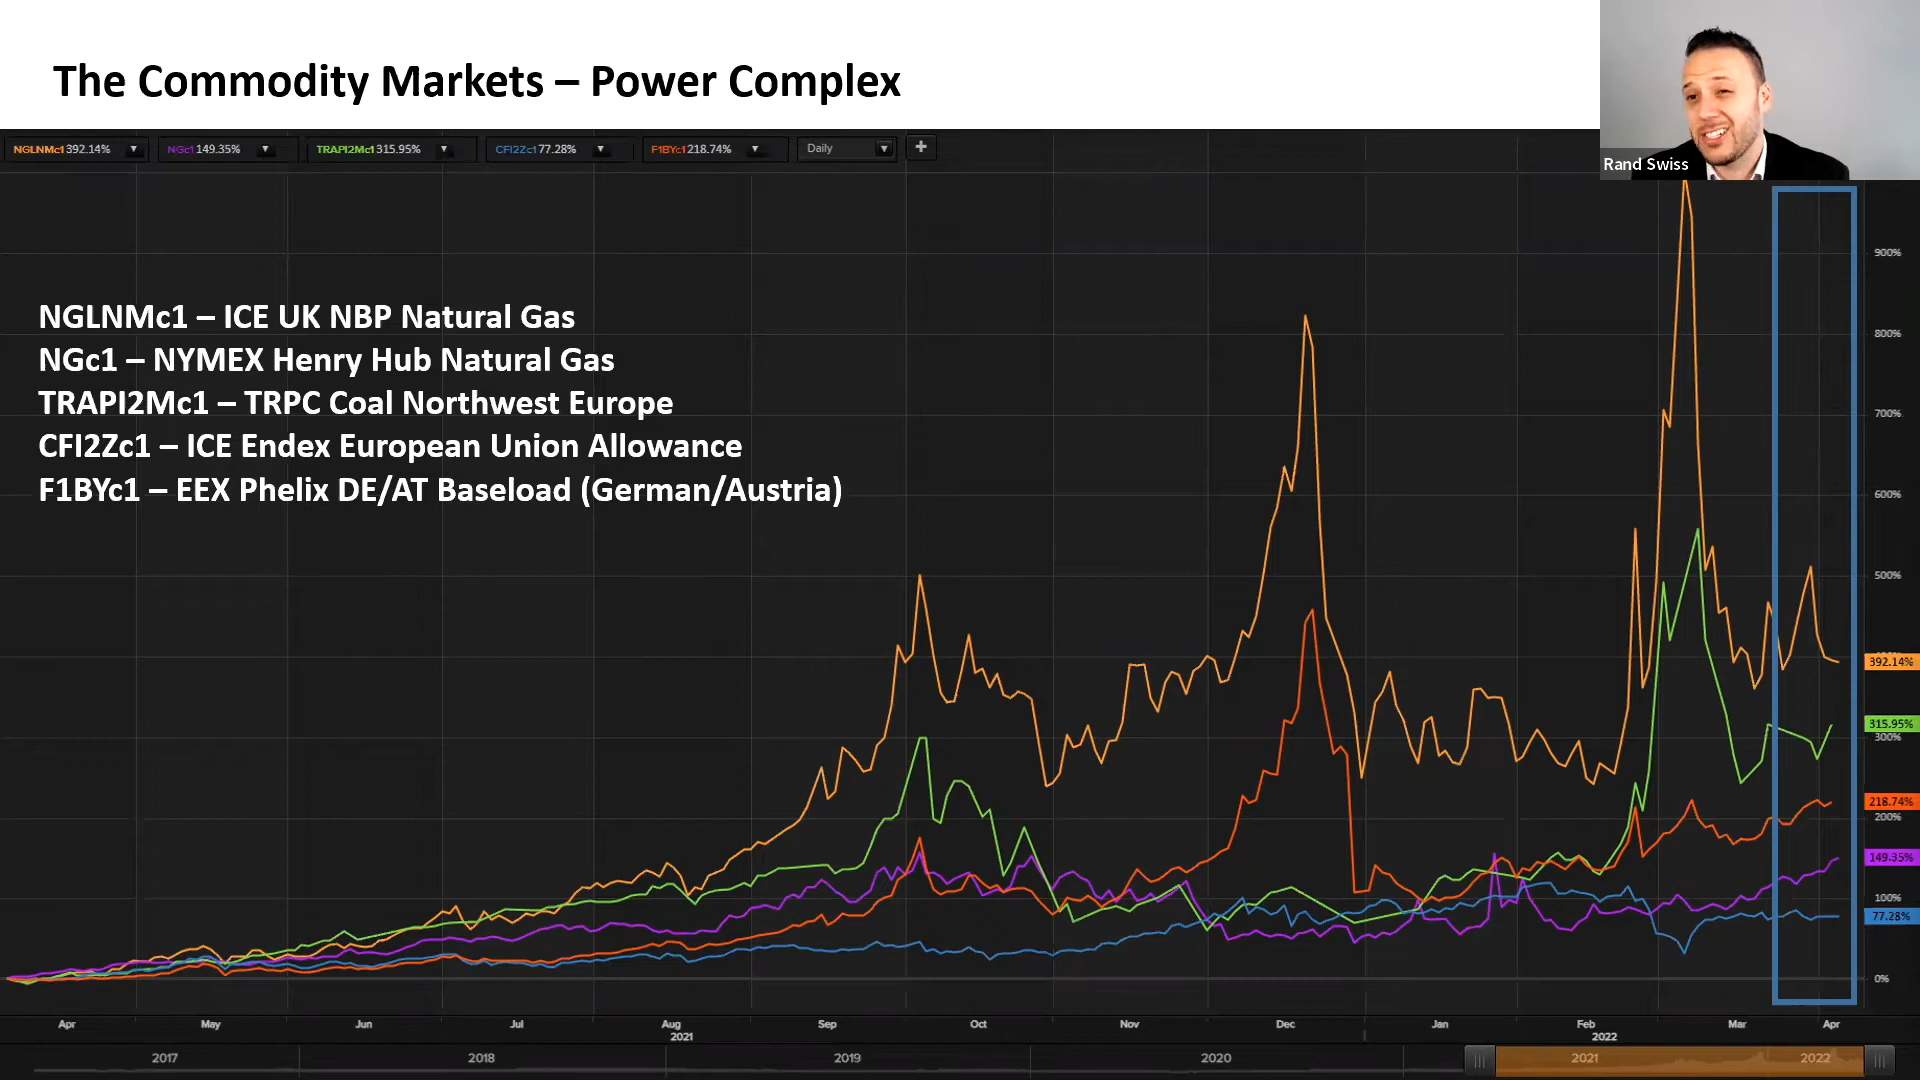 The Commodity Markets – Power Complex
Rand Swiss
NGLNMc1 392.14% NGc1 149.35% TRAPI2Mc1 315.95% CFI2Zc1 77.28% F1BYc1 218.74% Daily +
NGLNMc1 – ICE UK NBP Natural Gas
NGc1 – NYMEX Henry Hub Natural Gas
TRAPI2Mc1 – TRPC Coal Northwest Europe
CFI2Zc1 – ICE Endex European Union Allowance
F1BYc1 – EEX Phelix DE/AT Baseload (German/Austria)
900%
800%
700%
600%
500%
392.14%
315.95%
300%
218.74%
200%
149.35%
100%
77.28%
0%
Apr May Jun Jul Aug Sep Oct Nov Dec Jan Feb Mar Apr
2021 2022
2017 2018 2019 2020 2021 2022